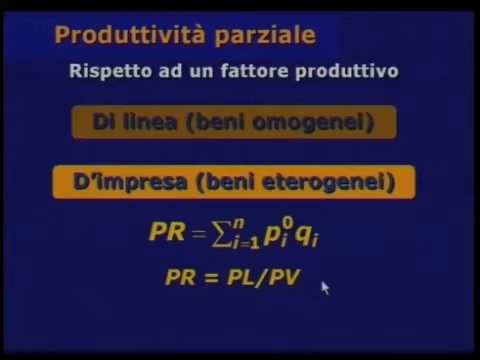 Produttività parziale
Rispetto ad un fattore produttivo
Di linea (beni omogenei)
D'impresa (beni eterogenei)
PR = ∑ⁿᵢ₌₁ p⁰ᵢ qᵢ
PR = PL/PV